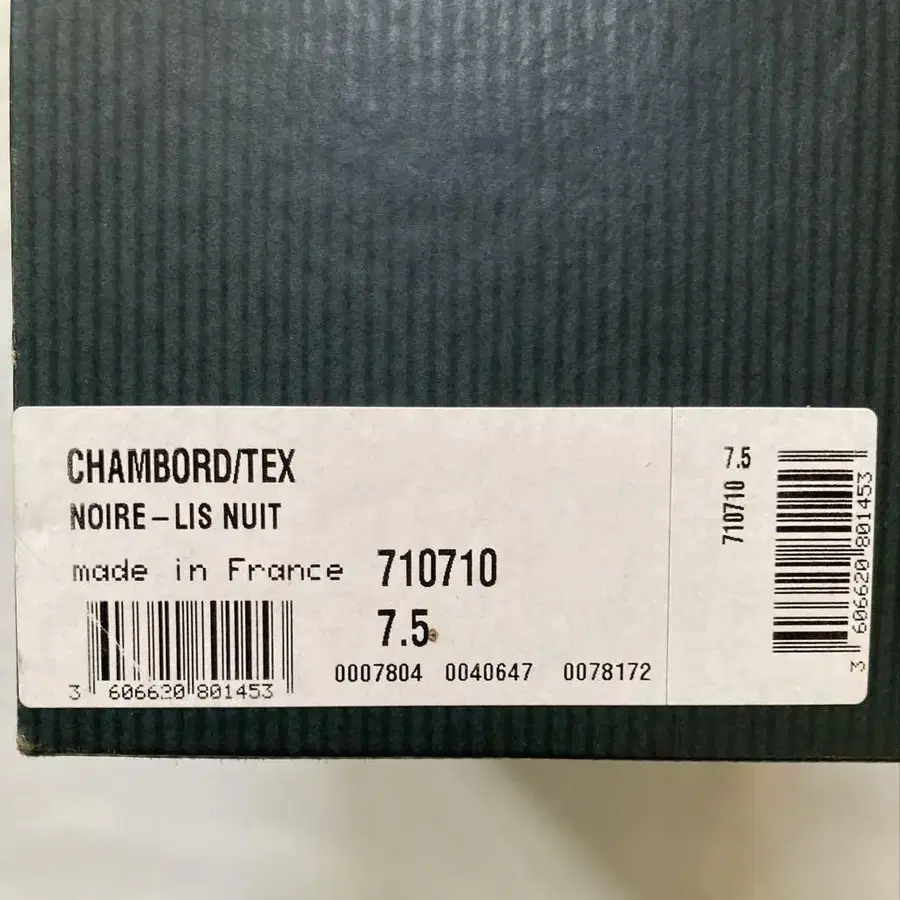 CHAMBORD/TEX
NOIRE – LIS NUIT
made in France 710710
7.5
0007804 0040647 0078172
3 606620 801453
7.5
710710
3 606620 801453